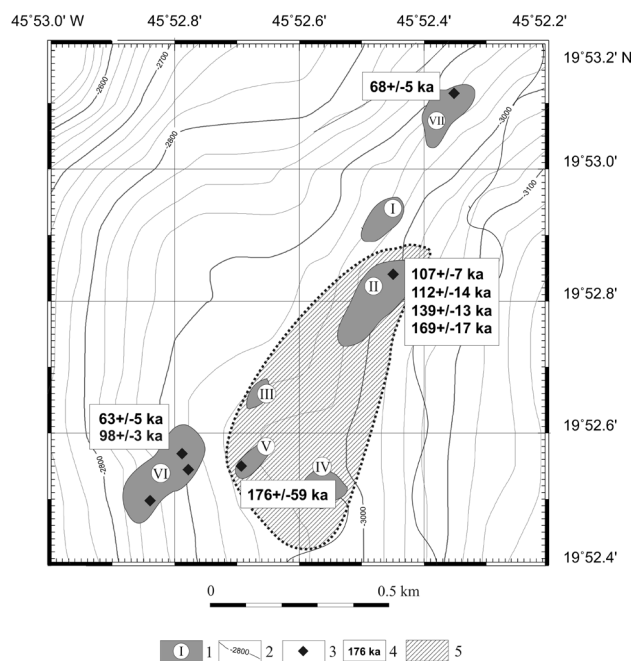 45°53.0' W 45°52.8' 45°52.6' 45°52.4' 45°52.2'
19°53.2' N
-2600
-2700
68+/-5 ka
-3000
VII
-2800
19°53.0'
-3100
I
107+/-7 ka
II
112+/-14 ka
19°52.8'
139+/-13 ka
169+/-17 ka
III
63+/-5 ka
98+/-3 ka
19°52.6'
V
-2800
VI
IV
176+/-59 ka
-3000
19°52.4'
0 0.5 km
I 1 -2800 2 3 176 ka 4 5